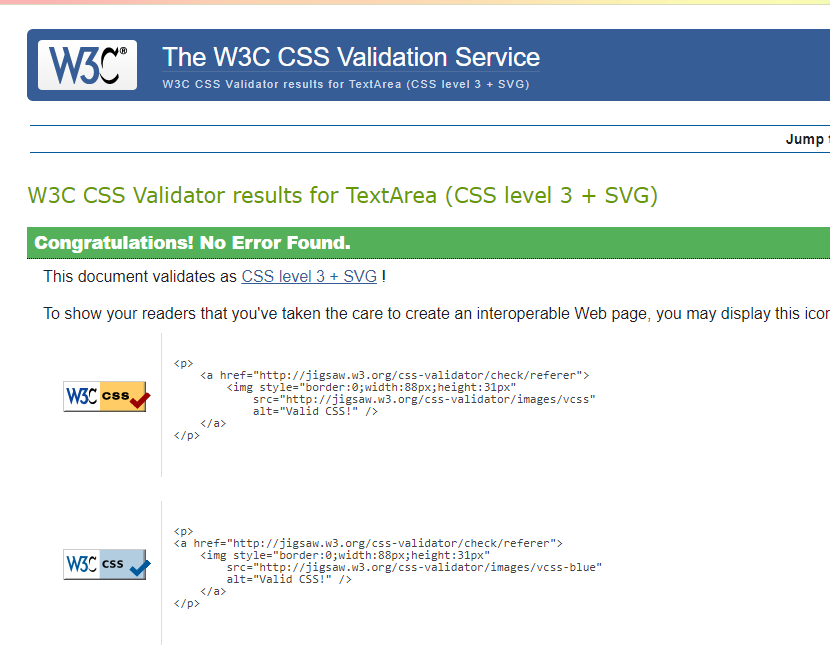 W3C®
The W3C CSS Validation Service
W3C CSS Validator results for TextArea (CSS level 3 + SVG)
Jump
W3C CSS Validator results for TextArea (CSS level 3 + SVG)
Congratulations! No Error Found.
This document validates as CSS level 3 + SVG !
To show your readers that you've taken the care to create an interoperable Web page, you may display this icon
W3C css
<p>
<a href="http://jigsaw.w3.org/css-validator/check/referer">
<img style="border:0;width:88px;height:31px"
src="http://jigsaw.w3.org/css-validator/images/vcss"
alt="Valid CSS!" />
</a>
</p>
W3C css
<p>
<a href="http://jigsaw.w3.org/css-validator/check/referer">
<img style="border:0;width:88px;height:31px"
src="http://jigsaw.w3.org/css-validator/images/vcss-blue"
alt="Valid CSS!" />
</a>
</p>